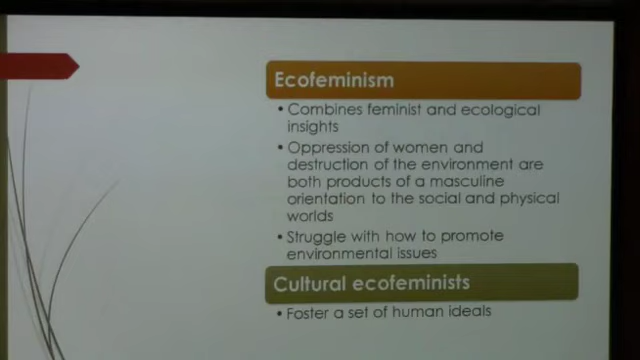 Ecofeminism
• Combines feminist and ecological
insights
• Oppression of women and
destruction of the environment are
both products of a masculine
orientation to the social and physical
worlds
• Struggle with how to promote
environmental issues
Cultural ecofeminists
• Foster a set of human ideals